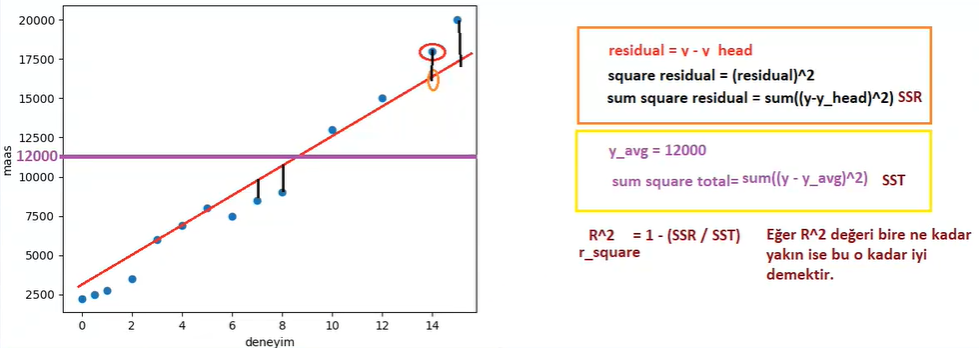 20000
17500
15000
12500
12000
10000
7500
5000
2500
maas
0 2 4 6 8 10 12 14
deneyim
residual = y - y_head
square residual = (residual)^2
sum square residual = sum((y-y_head)^2) SSR
y_avg = 12000
sum square total= sum((y - y_avg)^2) SST
R^2 = 1 - (SSR / SST)
r_square
Eğer R^2 değeri bire ne kadar
yakın ise bu o kadar iyi
demektir.